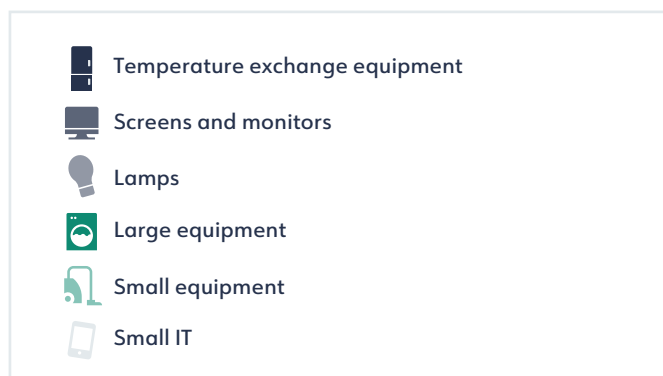 Temperature exchange equipment
Screens and monitors
Lamps
Large equipment
Small equipment
Small IT